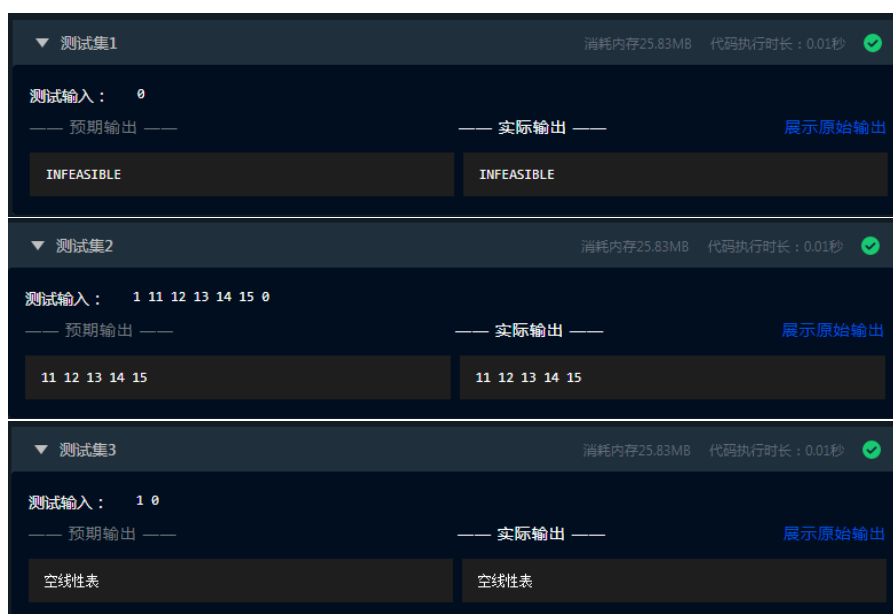 ▼ 测试集1 消耗内存25.83MB 代码执行时长：0.01秒
测试输入： 0
—— 预期输出 —— —— 实际输出 —— 展示原始输出
INFEASIBLE INFEASIBLE
▼ 测试集2 消耗内存25.83MB 代码执行时长：0.01秒
测试输入： 1 11 12 13 14 15 0
—— 预期输出 —— —— 实际输出 —— 展示原始输出
11 12 13 14 15 11 12 13 14 15
▼ 测试集3 消耗内存25.83MB 代码执行时长：0.01秒
测试输入： 1 0
—— 预期输出 —— —— 实际输出 —— 展示原始输出
空线性表 空线性表